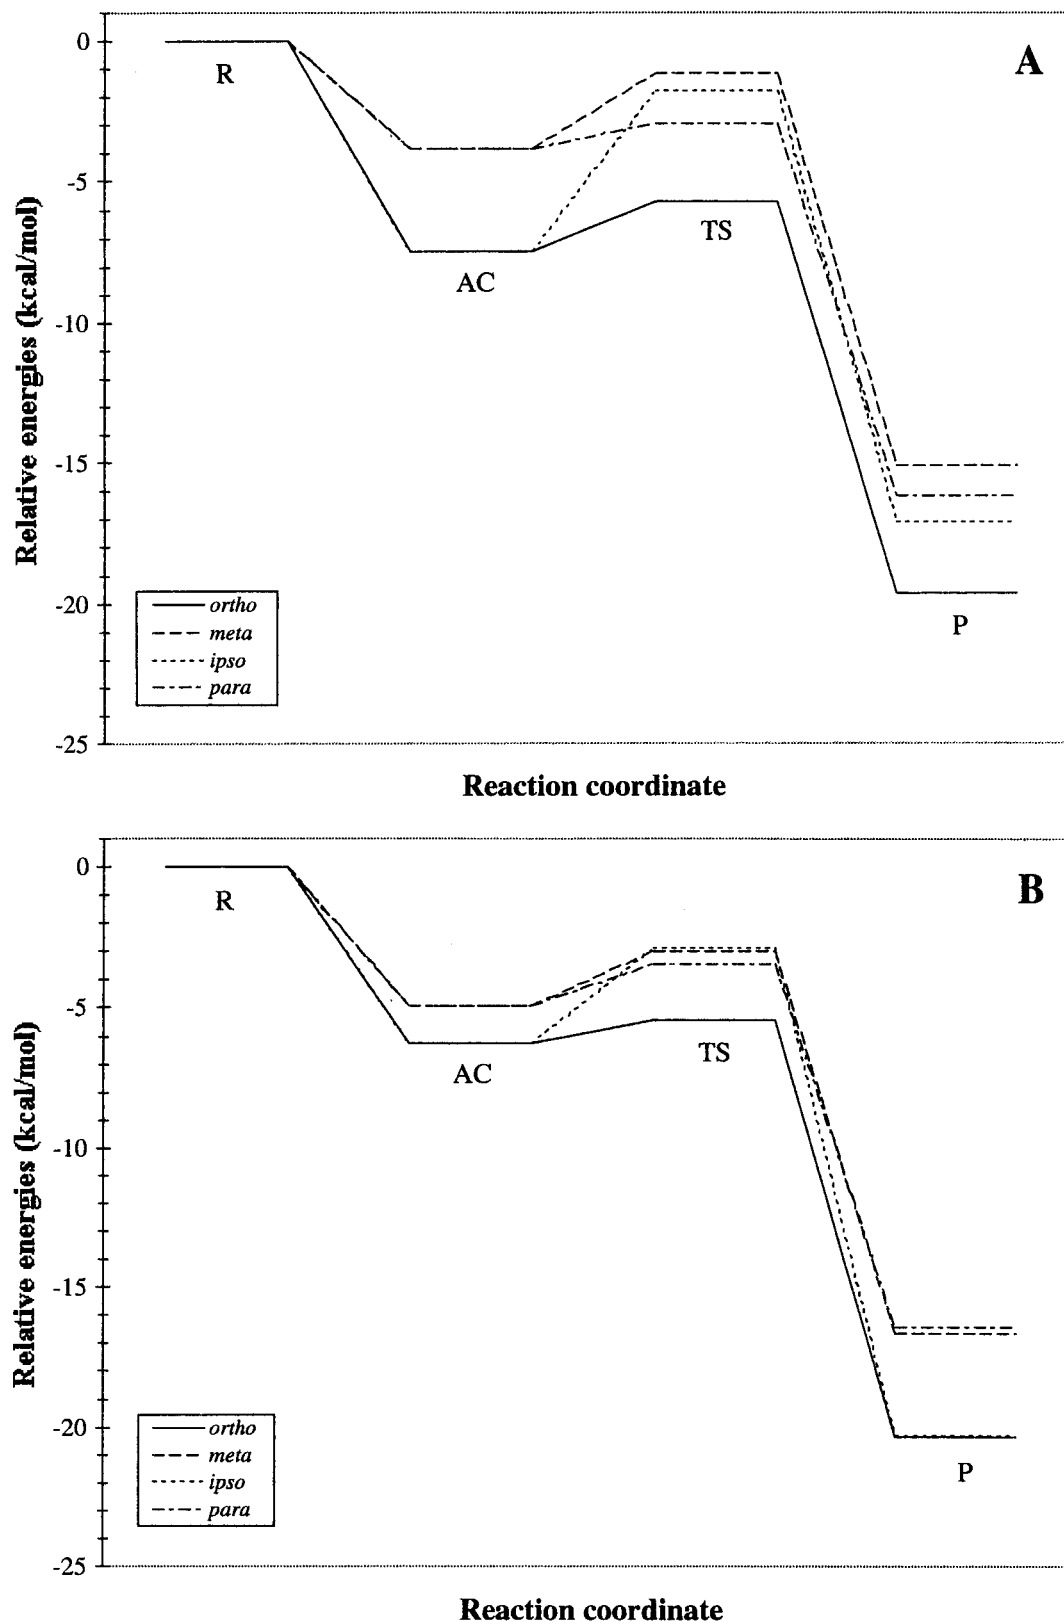 0
A
R
-5
TS
AC
-10
Relative energies (kcal/mol)
-15
-20
ortho
P
meta
ipso
para
-25
Reaction coordinate
0
B
R
-5
TS
AC
-10
Relative energies (kcal/mol)
-15
-20
ortho
meta
P
ipso
para
-25
Reaction coordinate